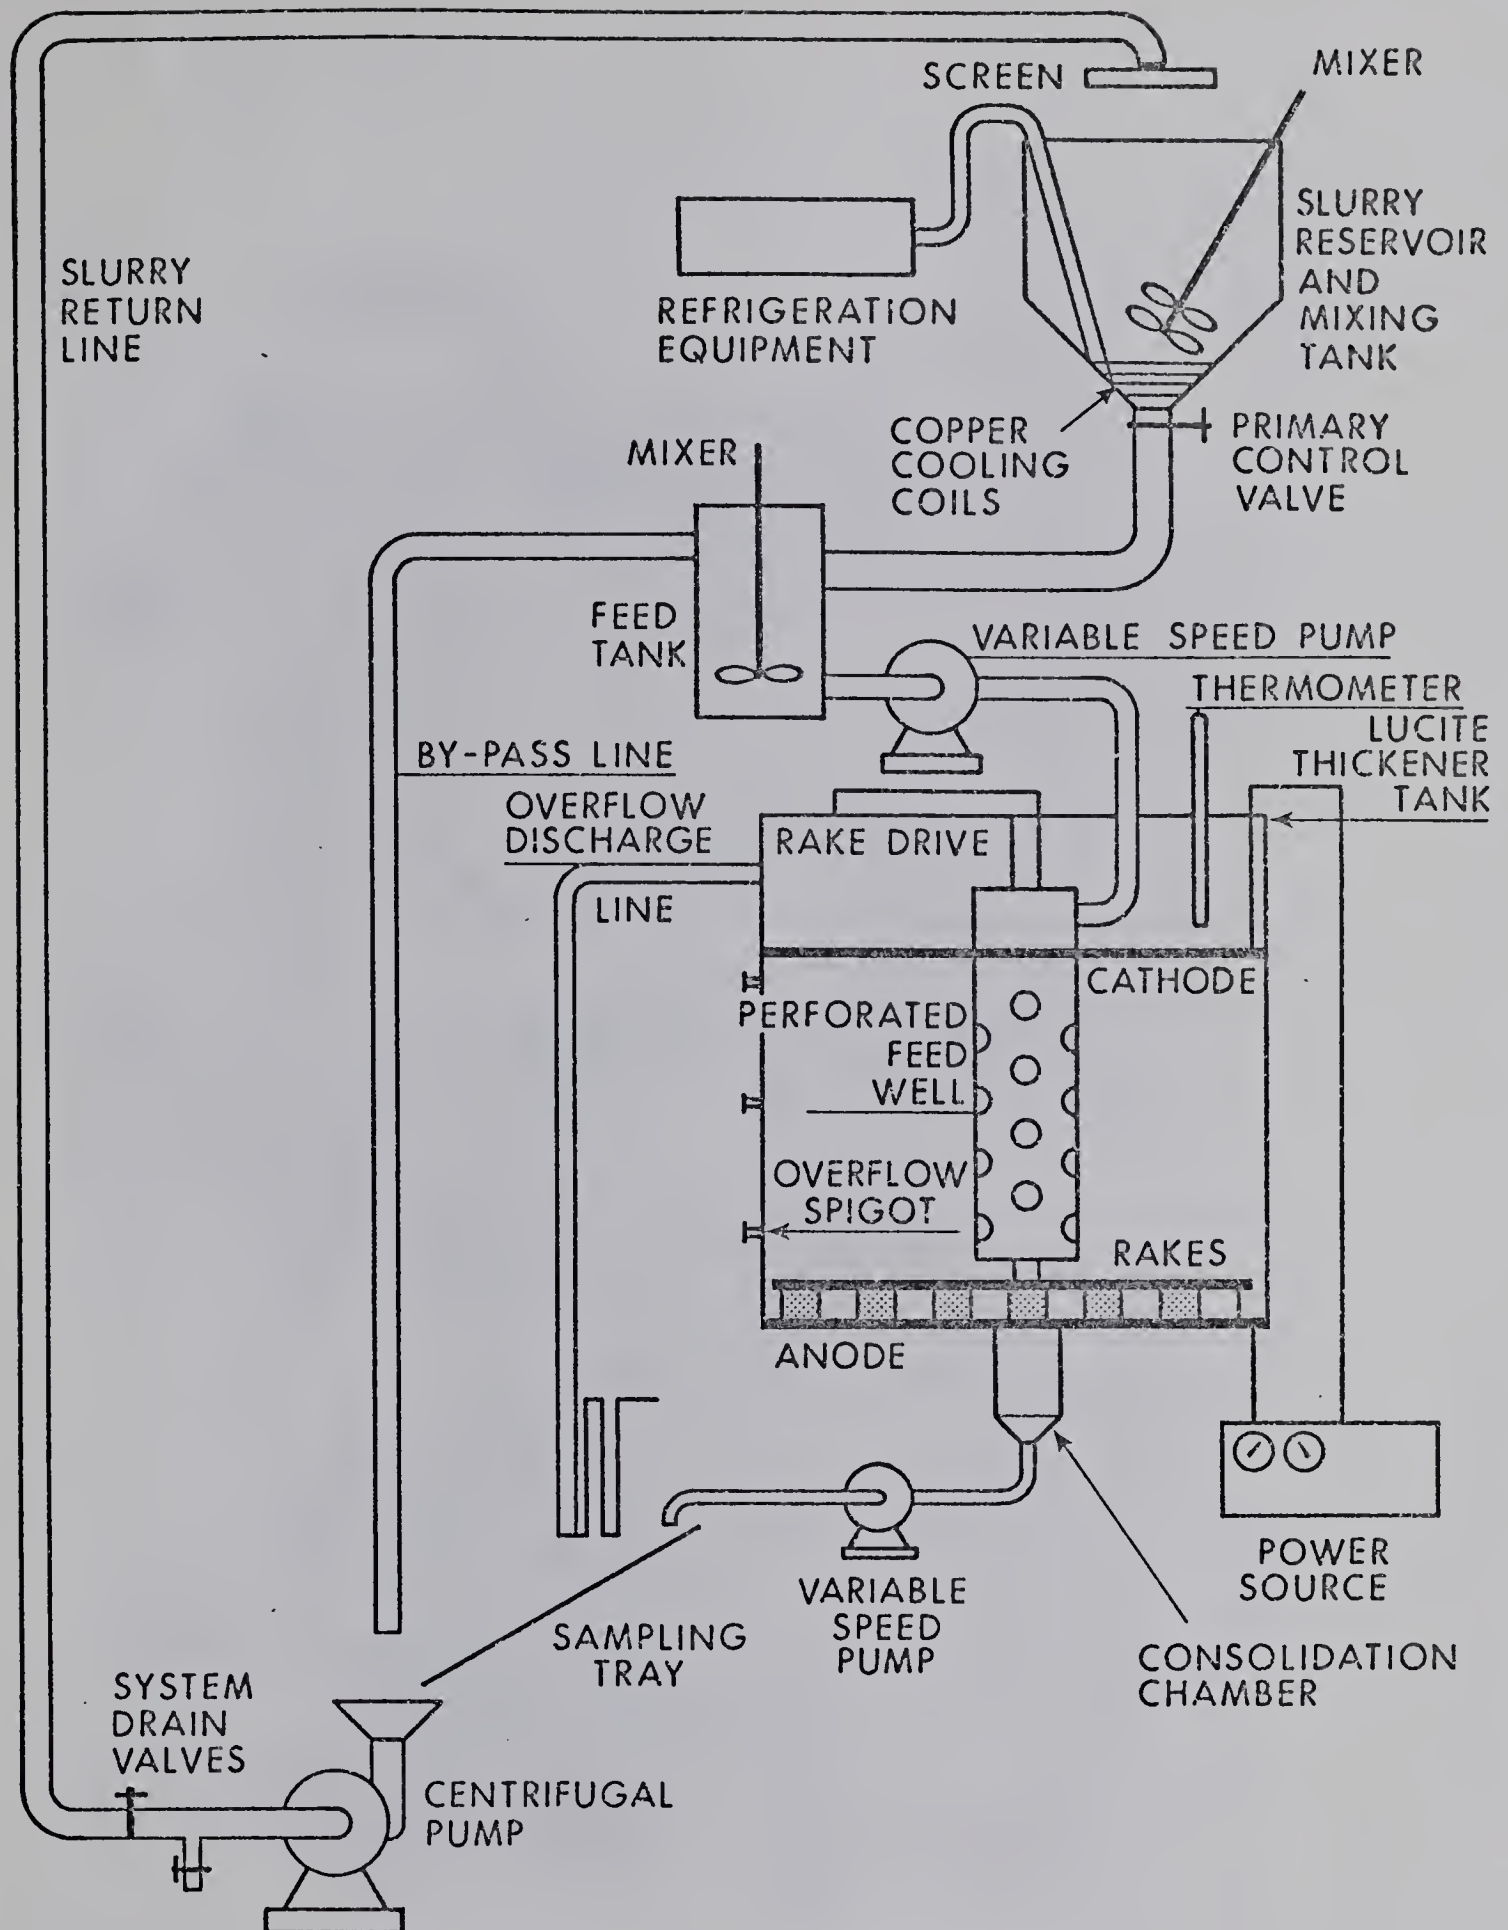 SCREEN
MIXER
SLURRY
RESERVOIR
AND
MIXING
TANK
SLURRY
RETURN
LINE
REFRIGERATION
EQUIPMENT
COPPER
COOLING
COILS
PRIMARY
CONTROL
VALVE
MIXER
FEED
TANK
VARIABLE SPEED PUMP
THERMOMETER
LUCITE
THICKENER
TANK
BY-PASS LINE
OVERFLOW
DISCHARGE
LINE
RAKE DRIVE
CATHODE
PERFORATED
FEED
WELL
OVERFLOW
SPIGOT
RAKES
ANODE
POWER
SOURCE
VARIABLE
SPEED
PUMP
SAMPLING
TRAY
CONSOLIDATION
CHAMBER
SYSTEM
DRAIN
VALVES
CENTRIFUGAL
PUMP